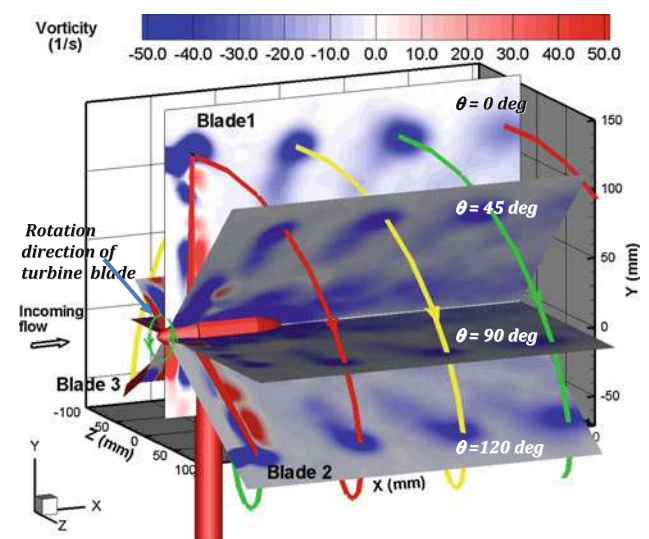 Vorticity
(1/s)
-50.0 -40.0 -30.0 -20.0 -10.0 0.0 10.0 20.0 30.0 40.0 50.0
Blade1
θ = 0 deg
150
100
θ = 45 deg
Rotation
direction of
turbine blade
50
Y (mm)
Incoming
flow
0
θ = 90 deg
Blade 3
-50
-100
-50
0
50
100
Z (mm)
θ = 120 deg
0
Blade 2
X (mm)
Y
X
Z